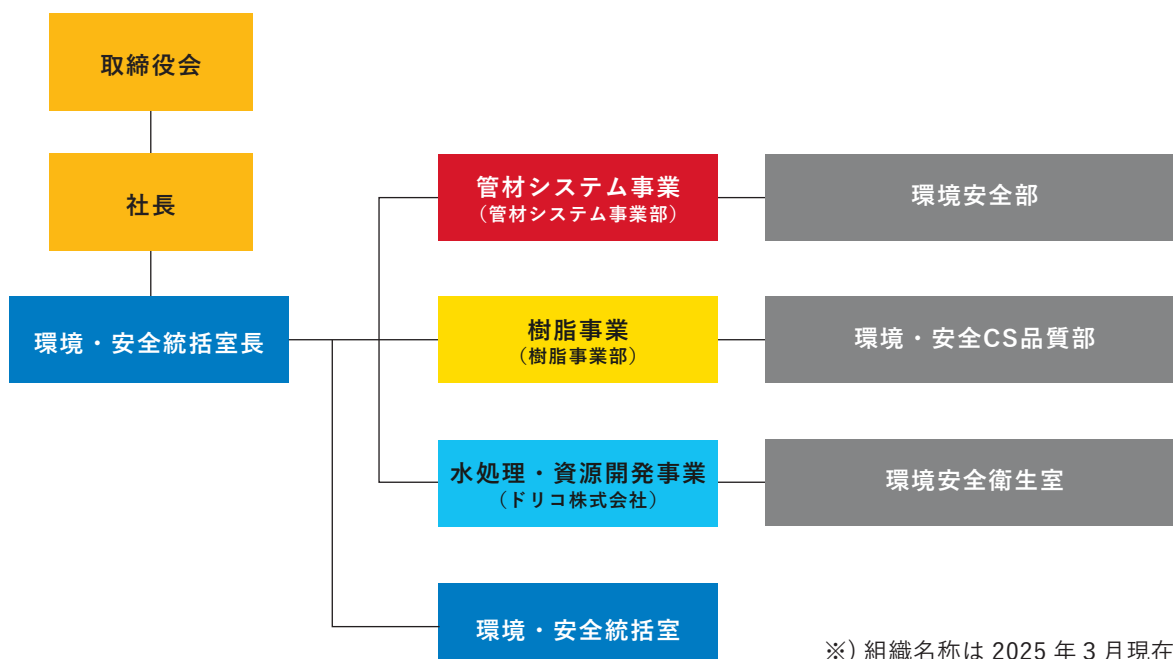 取締役会
社長
環境・安全統括室長
管材システム事業
（管材システム事業部）
環境安全部
樹脂事業
（樹脂事業部）
環境・安全CS品質部
水処理・資源開発事業
（ドリコ株式会社）
環境安全衛生室
環境・安全統括室
※) 組織名称は 2025 年 3 月現在